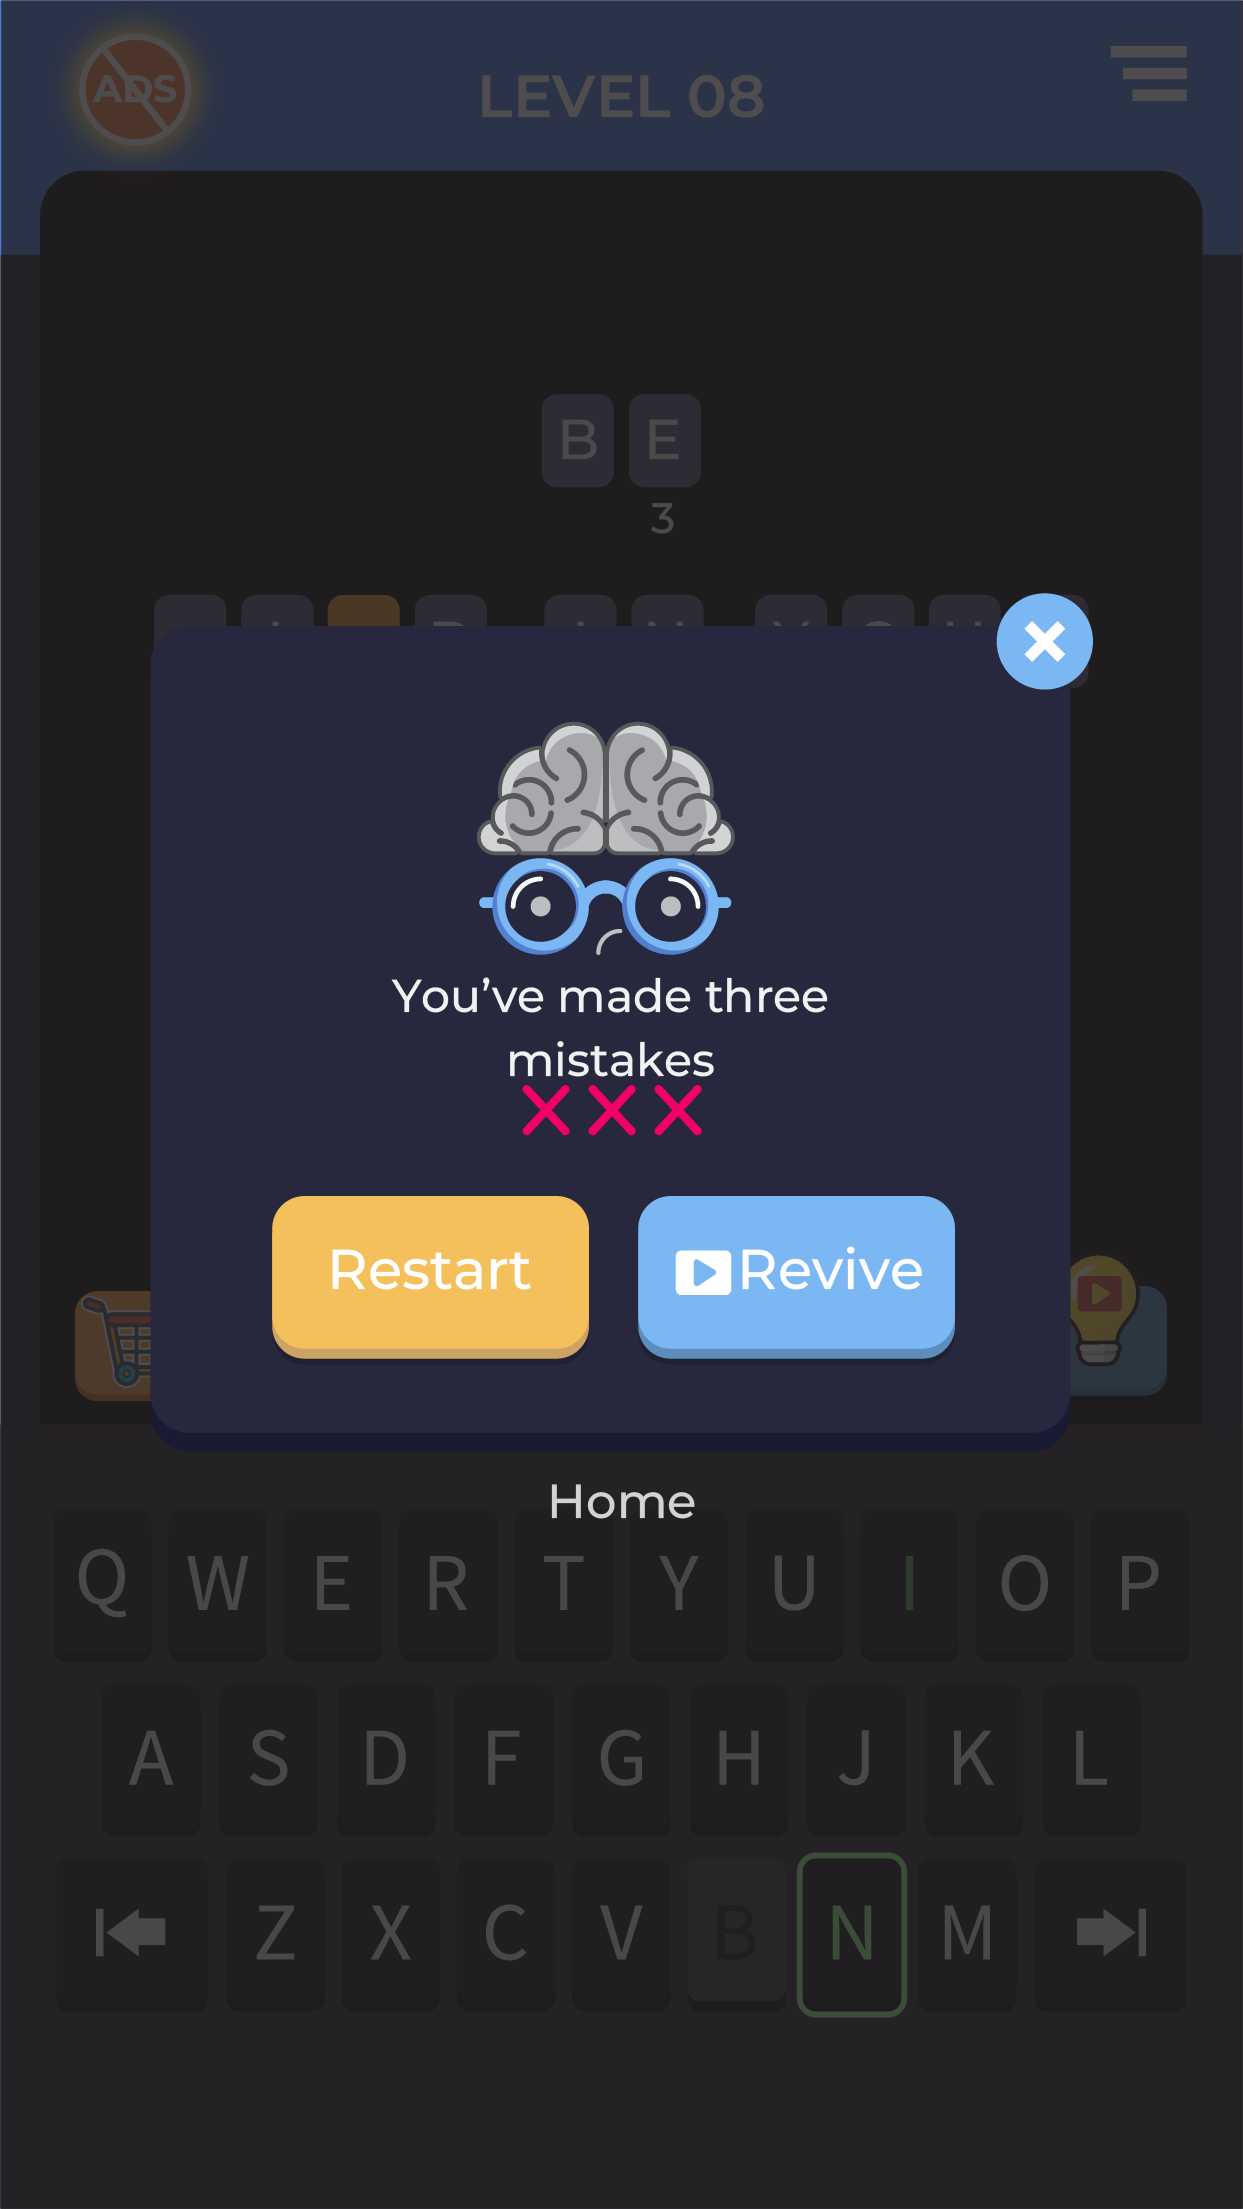 ADS
LEVEL 08
B E
3
You’ve made three
mistakes
Restart
Revive
Home
Q W E R T Y U I O P
A S D F G H J K L
Z X C V B N M